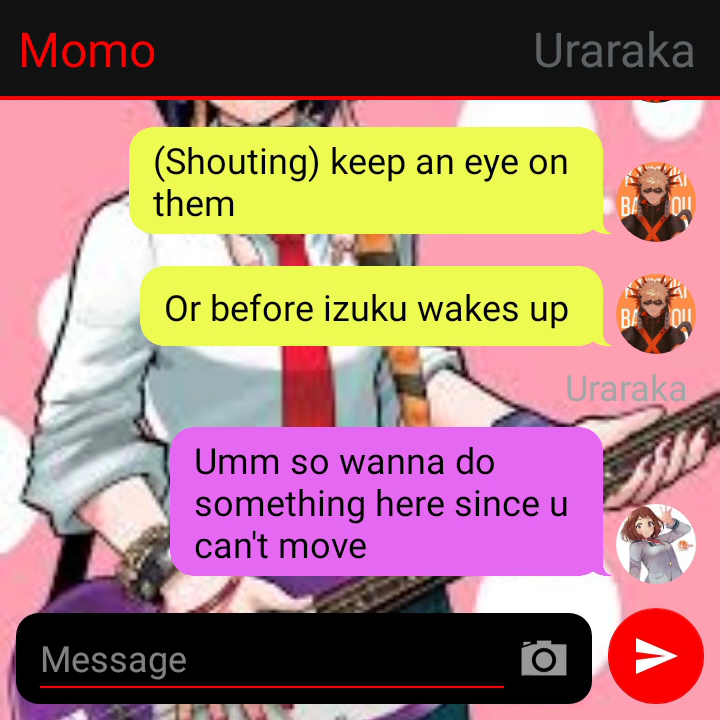 Momo
Uraraka
(Shouting) keep an eye on
them
Or before izuku wakes up
Uraraka
Umm so wanna do
something here since u
can't move
Message